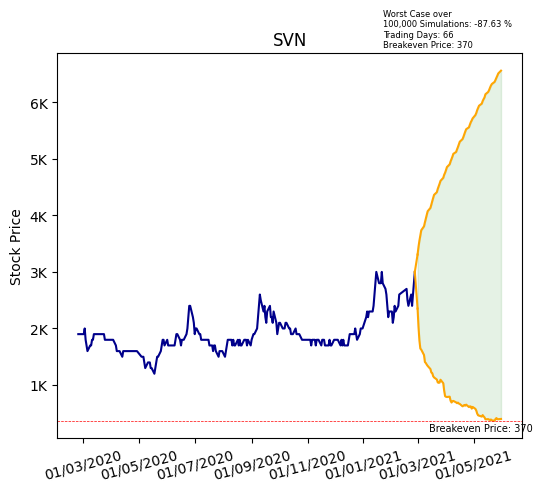 Worst Case over
100,000 Simulations: -87.63 %
Trading Days: 66
Breakeven Price: 370
SVN
Stock Price
6K
5K
4K
3K
2K
1K
Breakeven Price: 370
01/03/2020 01/05/2020 01/07/2020 01/09/2020 01/11/2020 01/01/2021 01/03/2021 01/05/2021